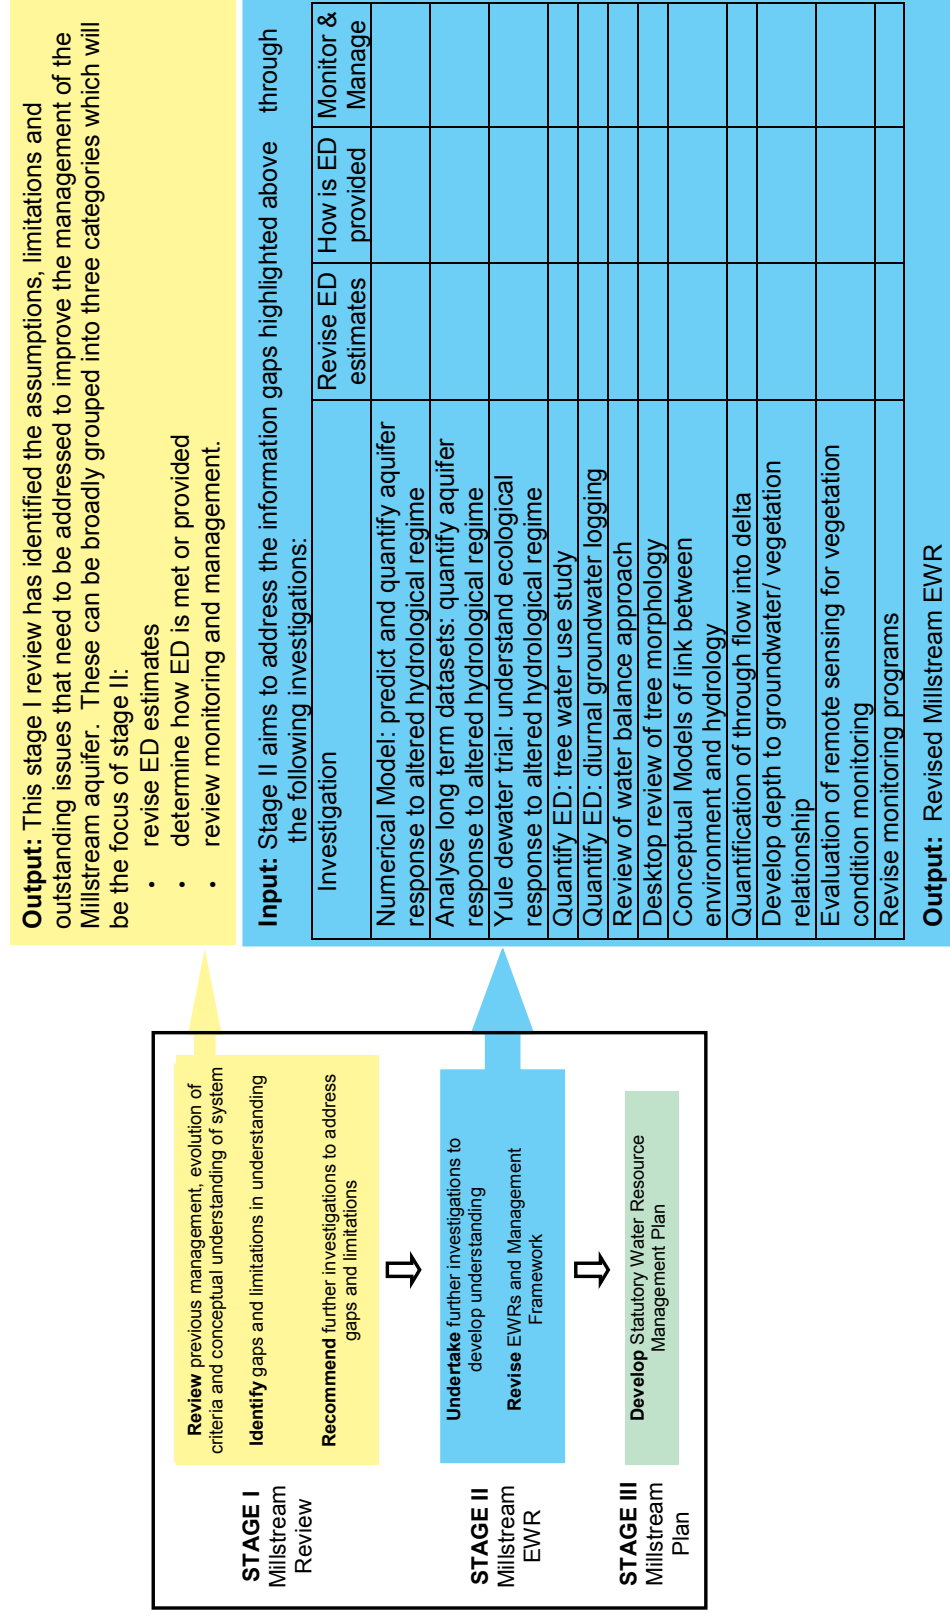 STAGE I
Millstream
Review
Review previous management, evolution of
criteria and conceptual understanding of system
Identify gaps and limitations in understanding
Recommend further investigations to address
gaps and limitations
STAGE II
Millstream
EWR
Undertake further investigations to
develop understanding
Revise EWRs and Management
Framework
STAGE III
Millstream
Plan
Develop Statutory Water Resource
Management Plan
Output: This stage I review has identified the assumptions, limitations and
outstanding issues that need to be addressed to improve the management of the
Millstream aquifer. These can be broadly grouped into three categories which will
be the focus of stage II:
• revise ED estimates
• determine how ED is met or provided
• review monitoring and management.
Input: Stage II aims to address the information gaps highlighted above through
the following investigations:
Investigation
Revise ED
estimates
How is ED
provided
Monitor &
Manage
Numerical Model: predict and quantify aquifer
response to altered hydrological regime
Analyse long term datasets: quantify aquifer
response to altered hydrological regime
Yule dewater trial: understand ecological
response to altered hydrological regime
Quantify ED: tree water use study
Quantify ED: diurnal groundwater logging
Review of water balance approach
Desktop review of tree morphology
Conceptual Models of link between
environment and hydrology
Quantification of through flow into delta
Develop depth to groundwater/ vegetation
relationship
Evaluation of remote sensing for vegetation
condition monitoring
Revise monitoring programs
Output: Revised Millstream EWR